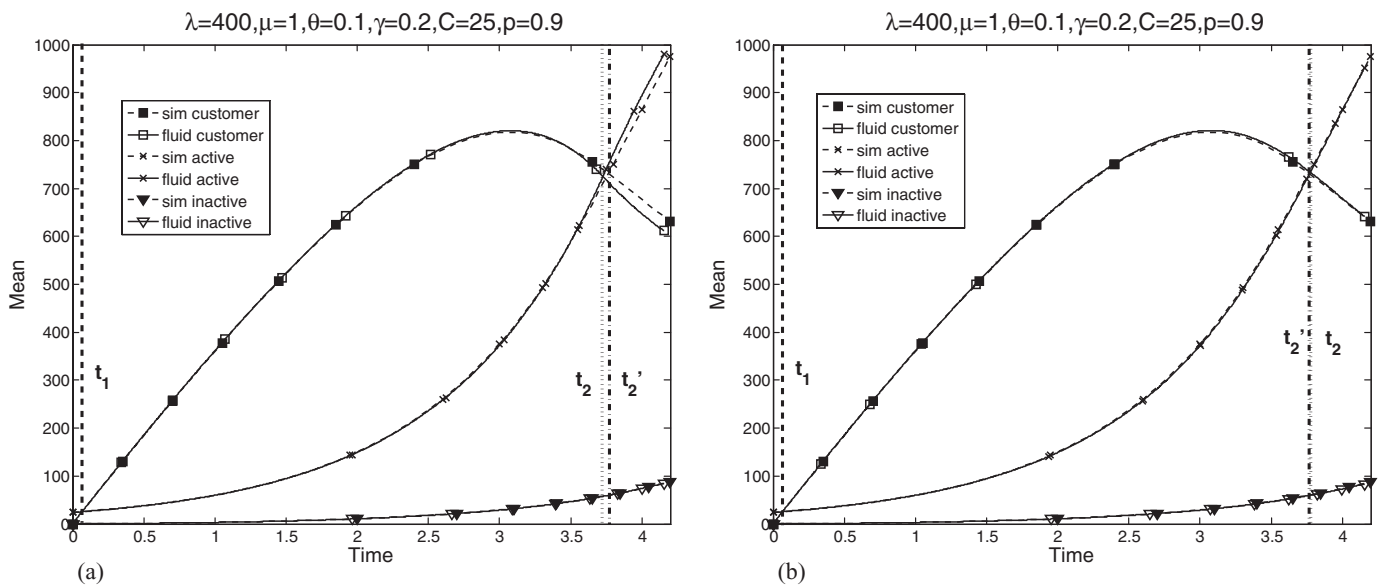 λ=400,μ=1,θ=0.1,γ=0.2,C=25,p=0.9
1000
900
800
700
600
500
400
300
200
100
0
Mean
sim customer
fluid customer
sim active
fluid active
sim inactive
fluid inactive
t1
t2
t2'
0 0.5 1 1.5 2 2.5 3 3.5 4
Time
(a)
λ=400,μ=1,θ=0.1,γ=0.2,C=25,p=0.9
1000
900
800
700
600
500
400
300
200
100
0
Mean
sim customer
fluid customer
sim active
fluid active
sim inactive
fluid inactive
t1
t2'
t2
0 0.5 1 1.5 2 2.5 3 3.5 4
Time
(b)